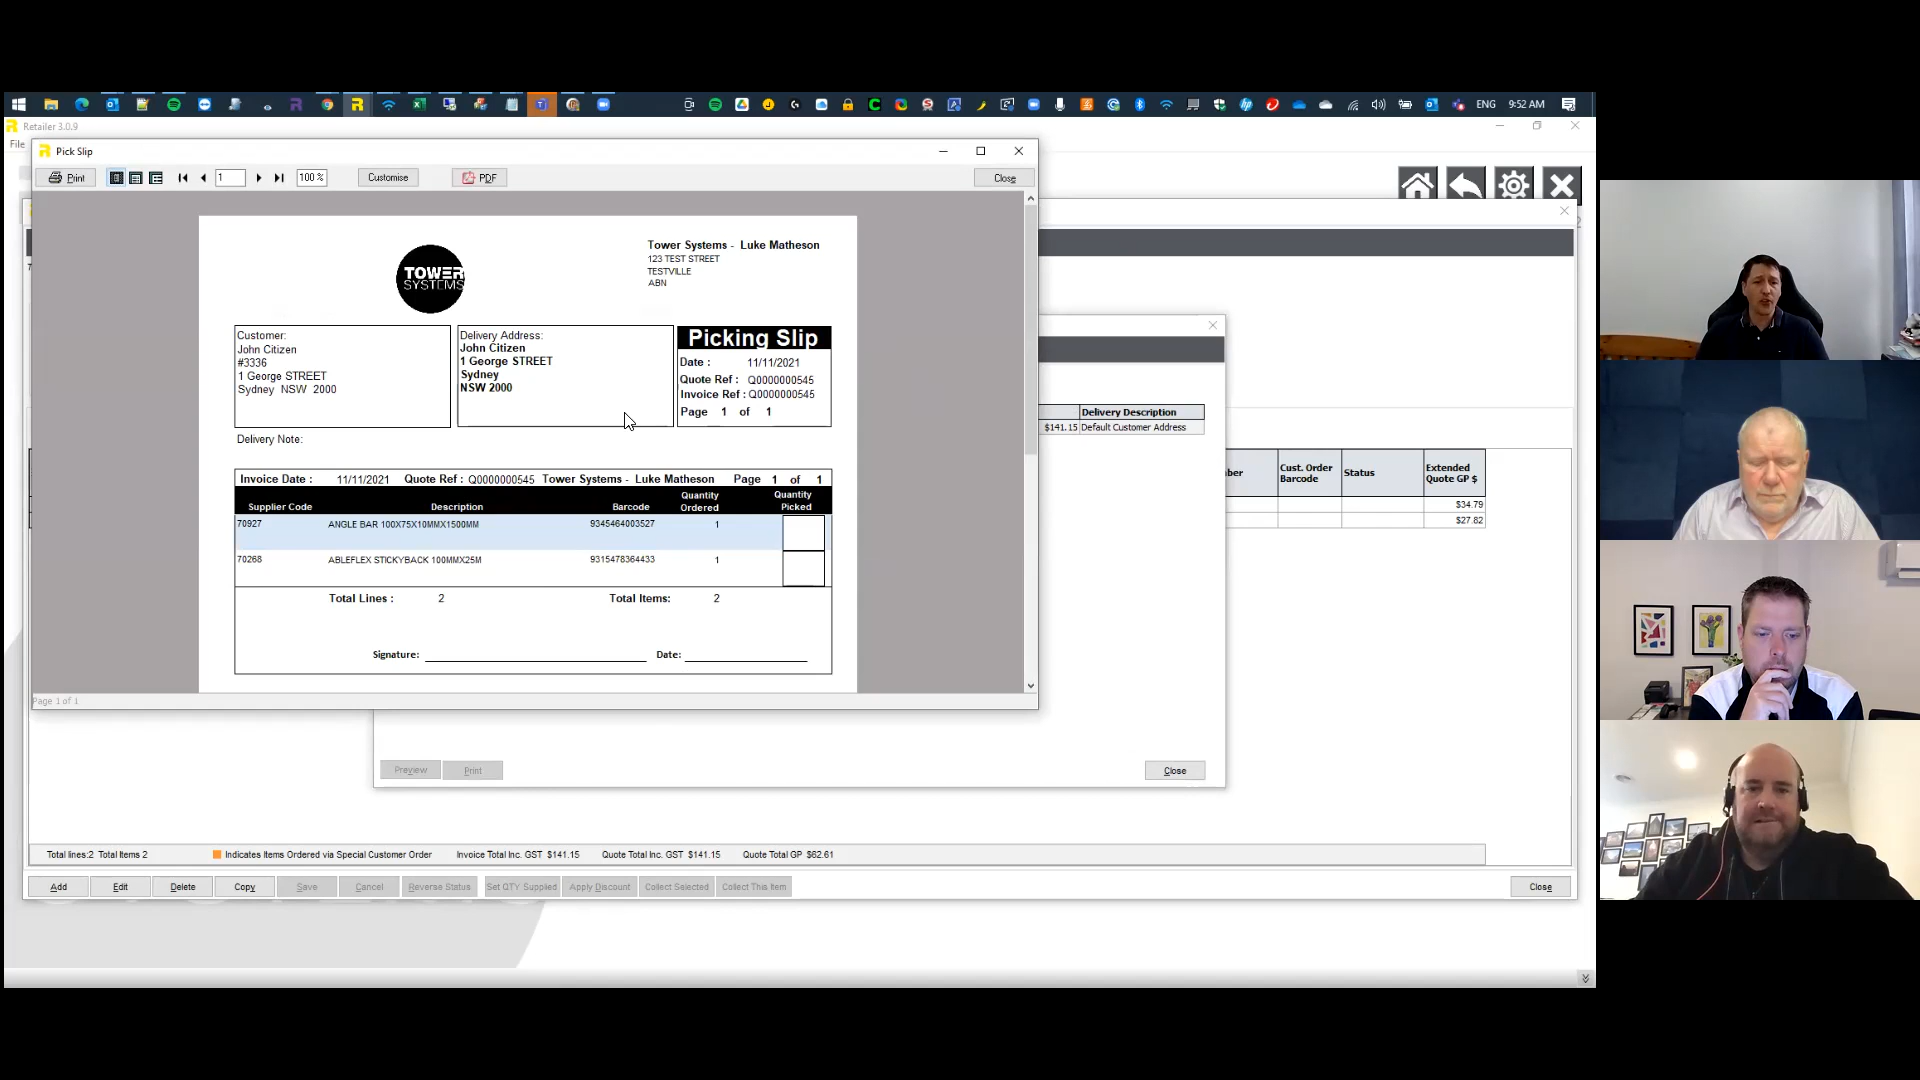 ENG 9:52 AM
Retailer 3.0.9
File
Pick Slip
Print 1 100 % Customise PDF Close
TOWER
SYSTEMS
Tower Systems - Luke Matheson
123 TEST STREET
TESTVILLE
ABN
Customer:
John Citizen
#3336
1 George STREET
Sydney NSW 2000
Delivery Address:
John Citizen
1 George STREET
Sydney
NSW 2000
Picking Slip
Date : 11/11/2021
Quote Ref : Q0000000545
Invoice Ref : Q0000000545
Page 1 of 1
Delivery Note:
Invoice Date : 11/11/2021 Quote Ref : Q0000000545 Tower Systems - Luke Matheson Page 1 of 1
Supplier Code Description Barcode Quantity Ordered Quantity Picked
70927 ANGLE BAR 100X75X10MMX1500MM 9345464003527 1
70268 ABLEFLEX STICKYBACK 100MMX25M 9315478364433 1
Total Lines : 2 Total Items: 2
Signature: Date:
Page 1 of 1
Delivery Description
$141.15 Default Customer Address
Cust. Order Barcode Status Extended Quote GP $
$34.79
$27.82
Preview Print Close
Total lines:2 Total Items 2 Indicates Items Ordered via Special Customer Order Invoice Total Inc. GST $141.15 Quote Total Inc. GST $141.15 Quote Total GP $62.61
Add Edit Delete Copy Save Cancel Reverse Status Set QTY Supplied Apply Discount Collect Selected Collect This Item Close